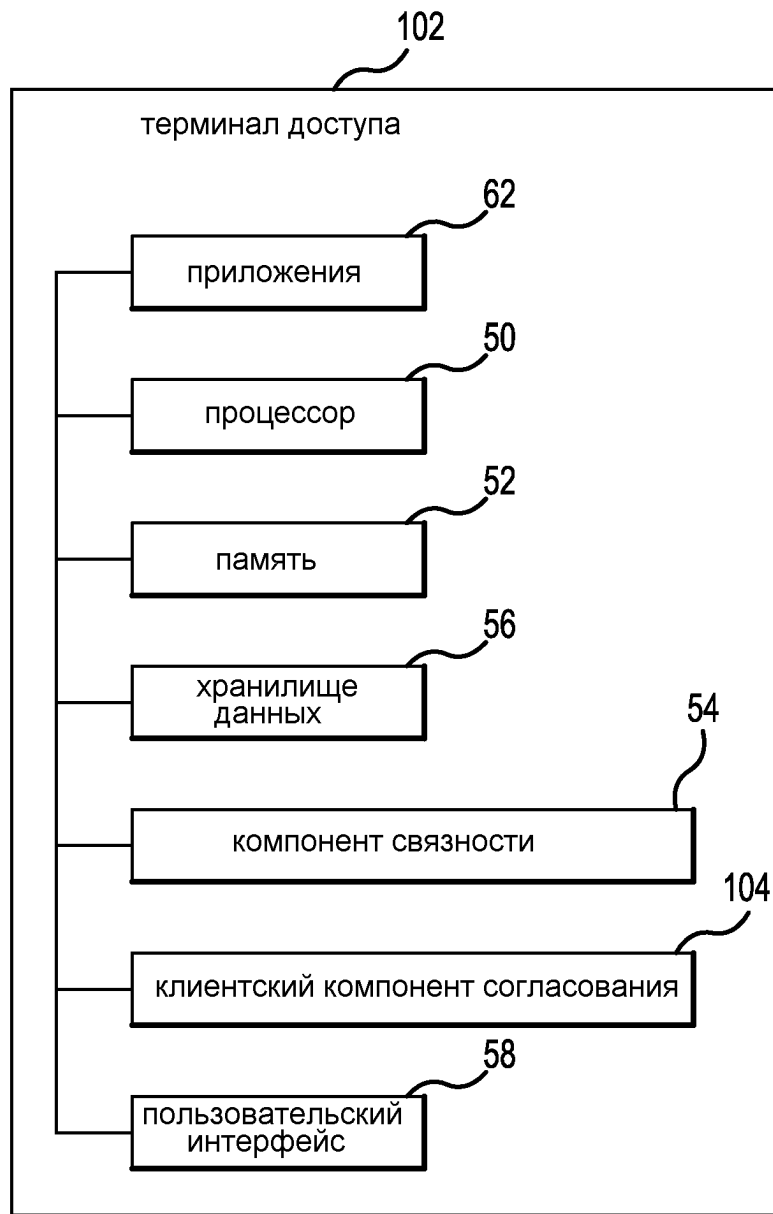 102
терминал доступа
62
приложения
50
процессор
52
память
56
хранилище
данных
54
компонент связности
104
клиентский компонент согласования
58
пользовательский
интерфейс